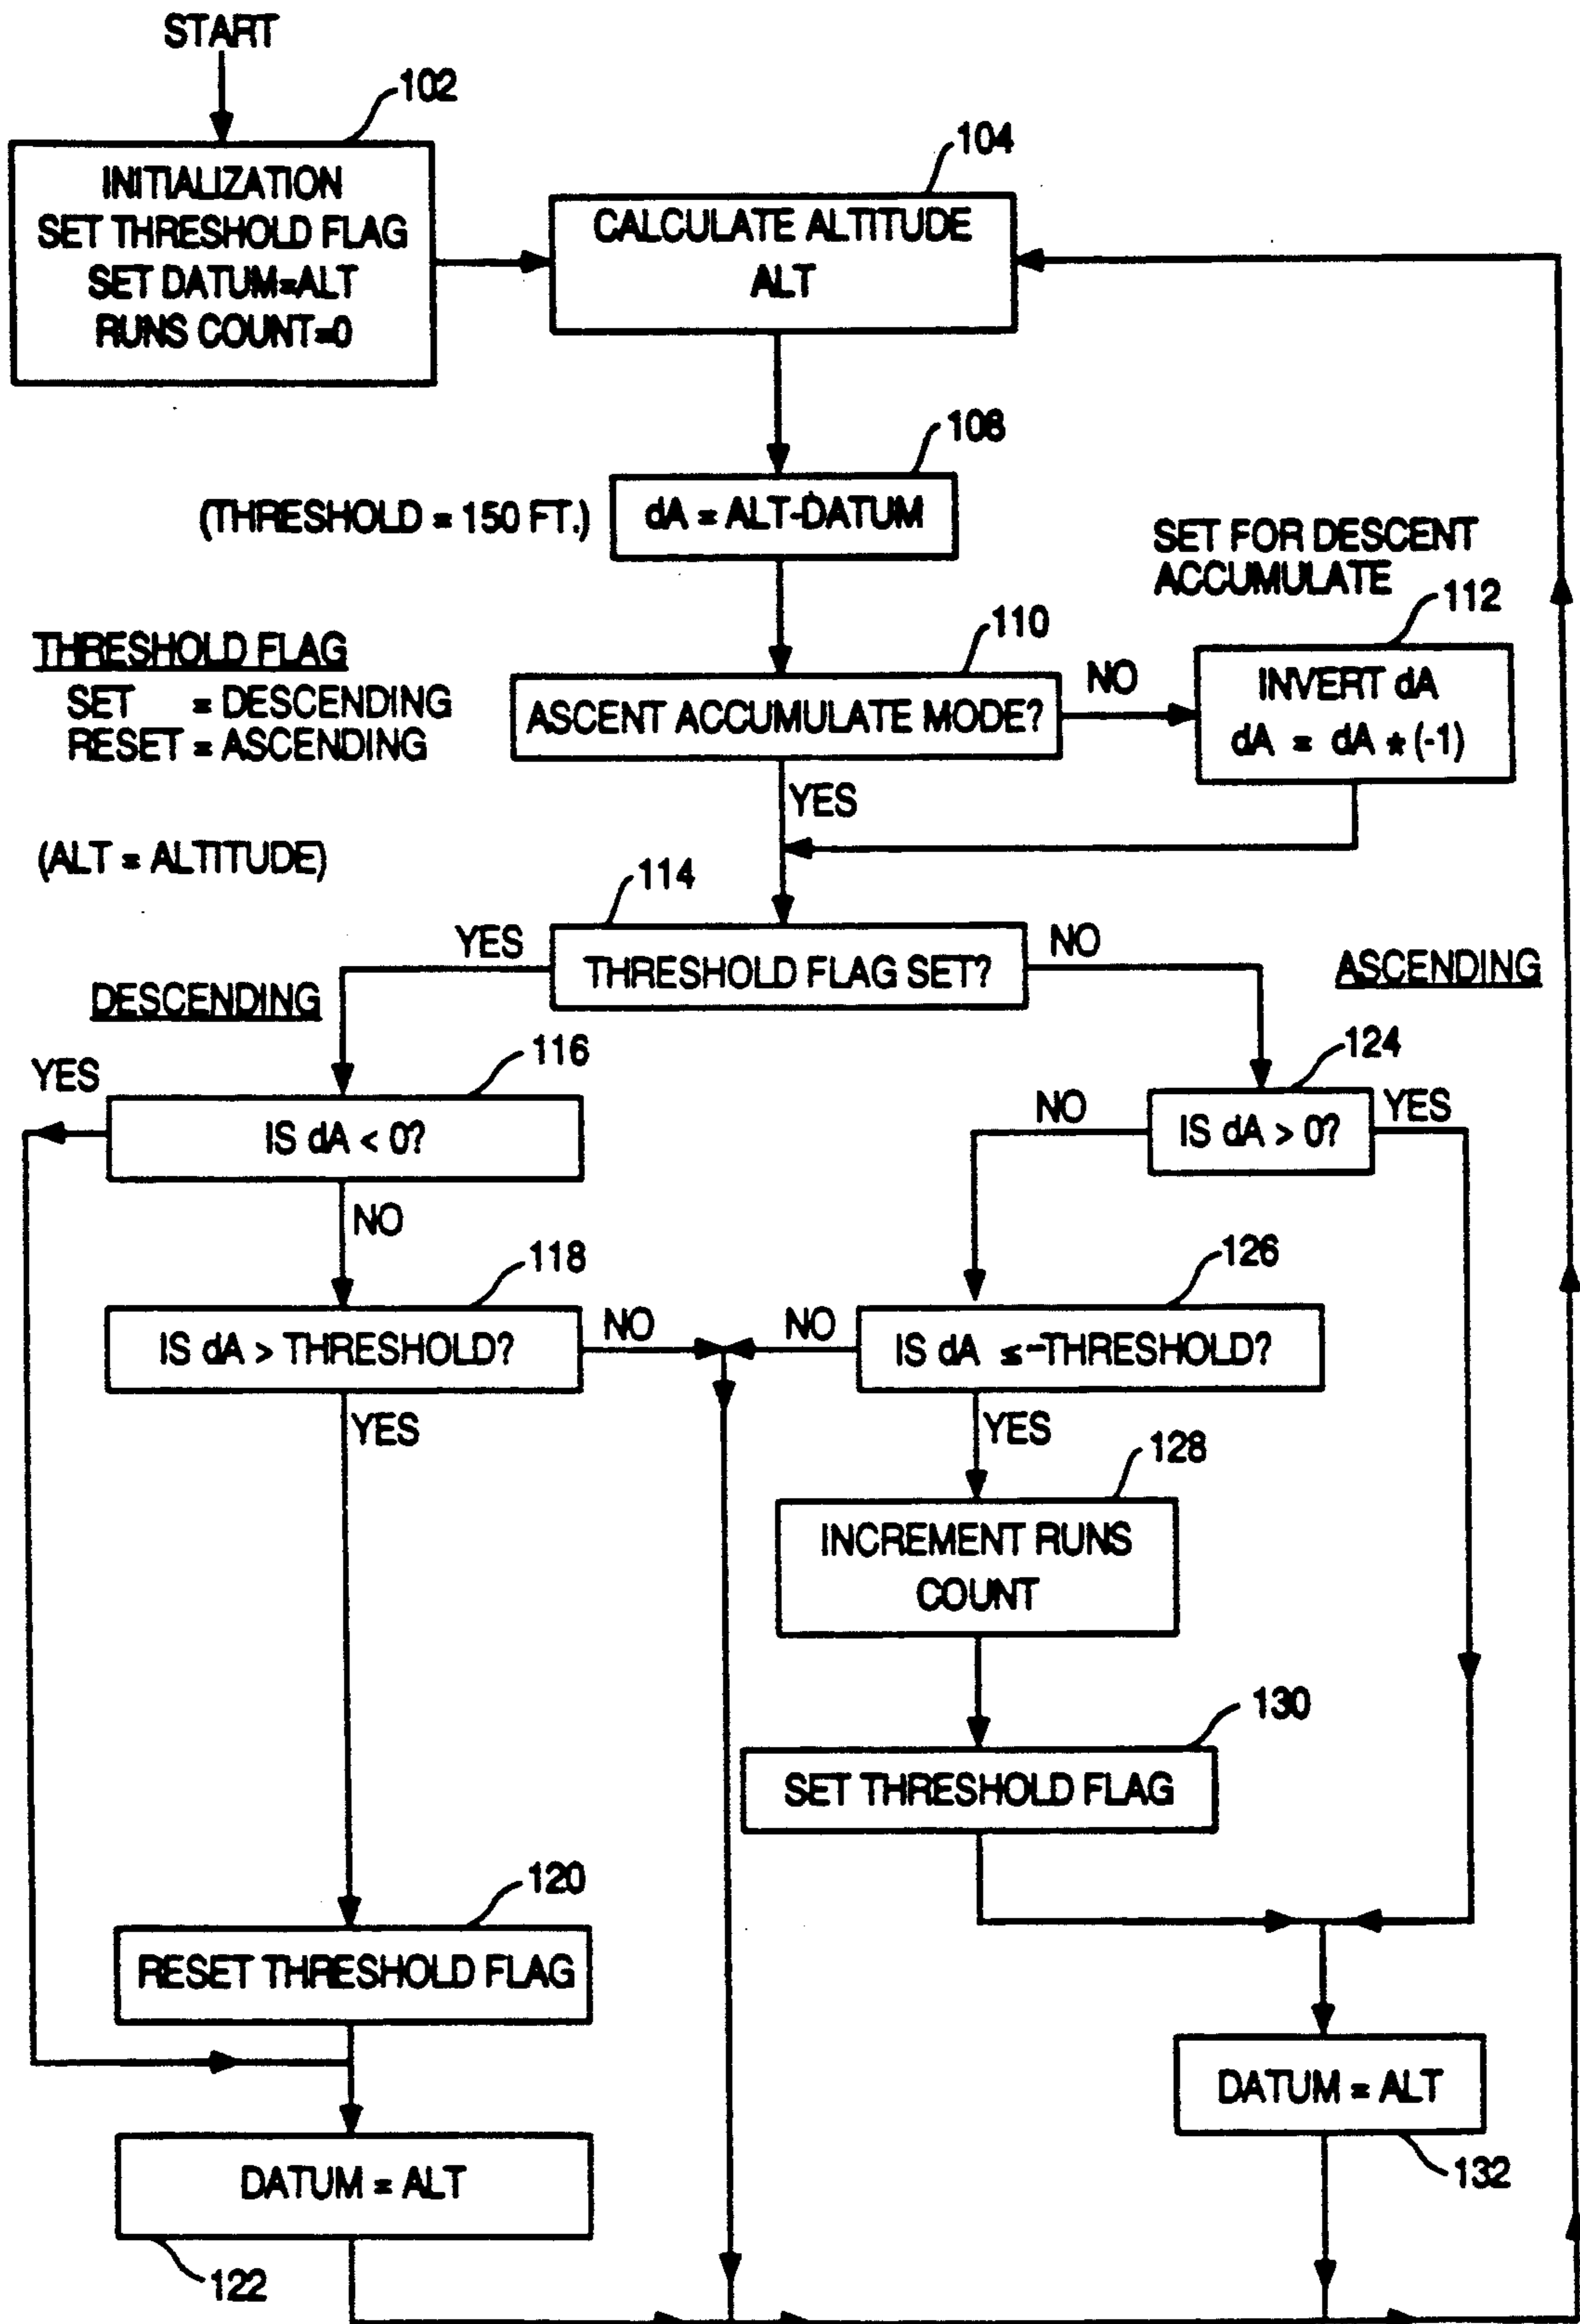 START
102
INITIALIZATION
SET THRESHOLD FLAG
SET DATUM=ALT
RUNS COUNT=0
104
CALCULATE ALTITUDE
ALT
108
(THRESHOLD = 150 FT.)
dA = ALT-DATUM
SET FOR DESCENT
ACCUMULATE
112
THRESHOLD FLAG
SET = DESCENDING
RESET = ASCENDING
110
ASCENT ACCUMULATE MODE?
NO
INVERT dA
dA = dA * (-1)
YES
(ALT = ALTITUDE)
114
YES
THRESHOLD FLAG SET?
NO
DESCENDING
ASCENDING
YES
116
IS dA < 0?
NO
124
NO
IS dA > 0?
YES
118
IS dA > THRESHOLD?
NO
NO
126
IS dA ≤-THRESHOLD?
YES
YES
128
INCREMENT RUNS
COUNT
130
SET THRESHOLD FLAG
120
RESET THRESHOLD FLAG
DATUM = ALT
132
DATUM = ALT
122